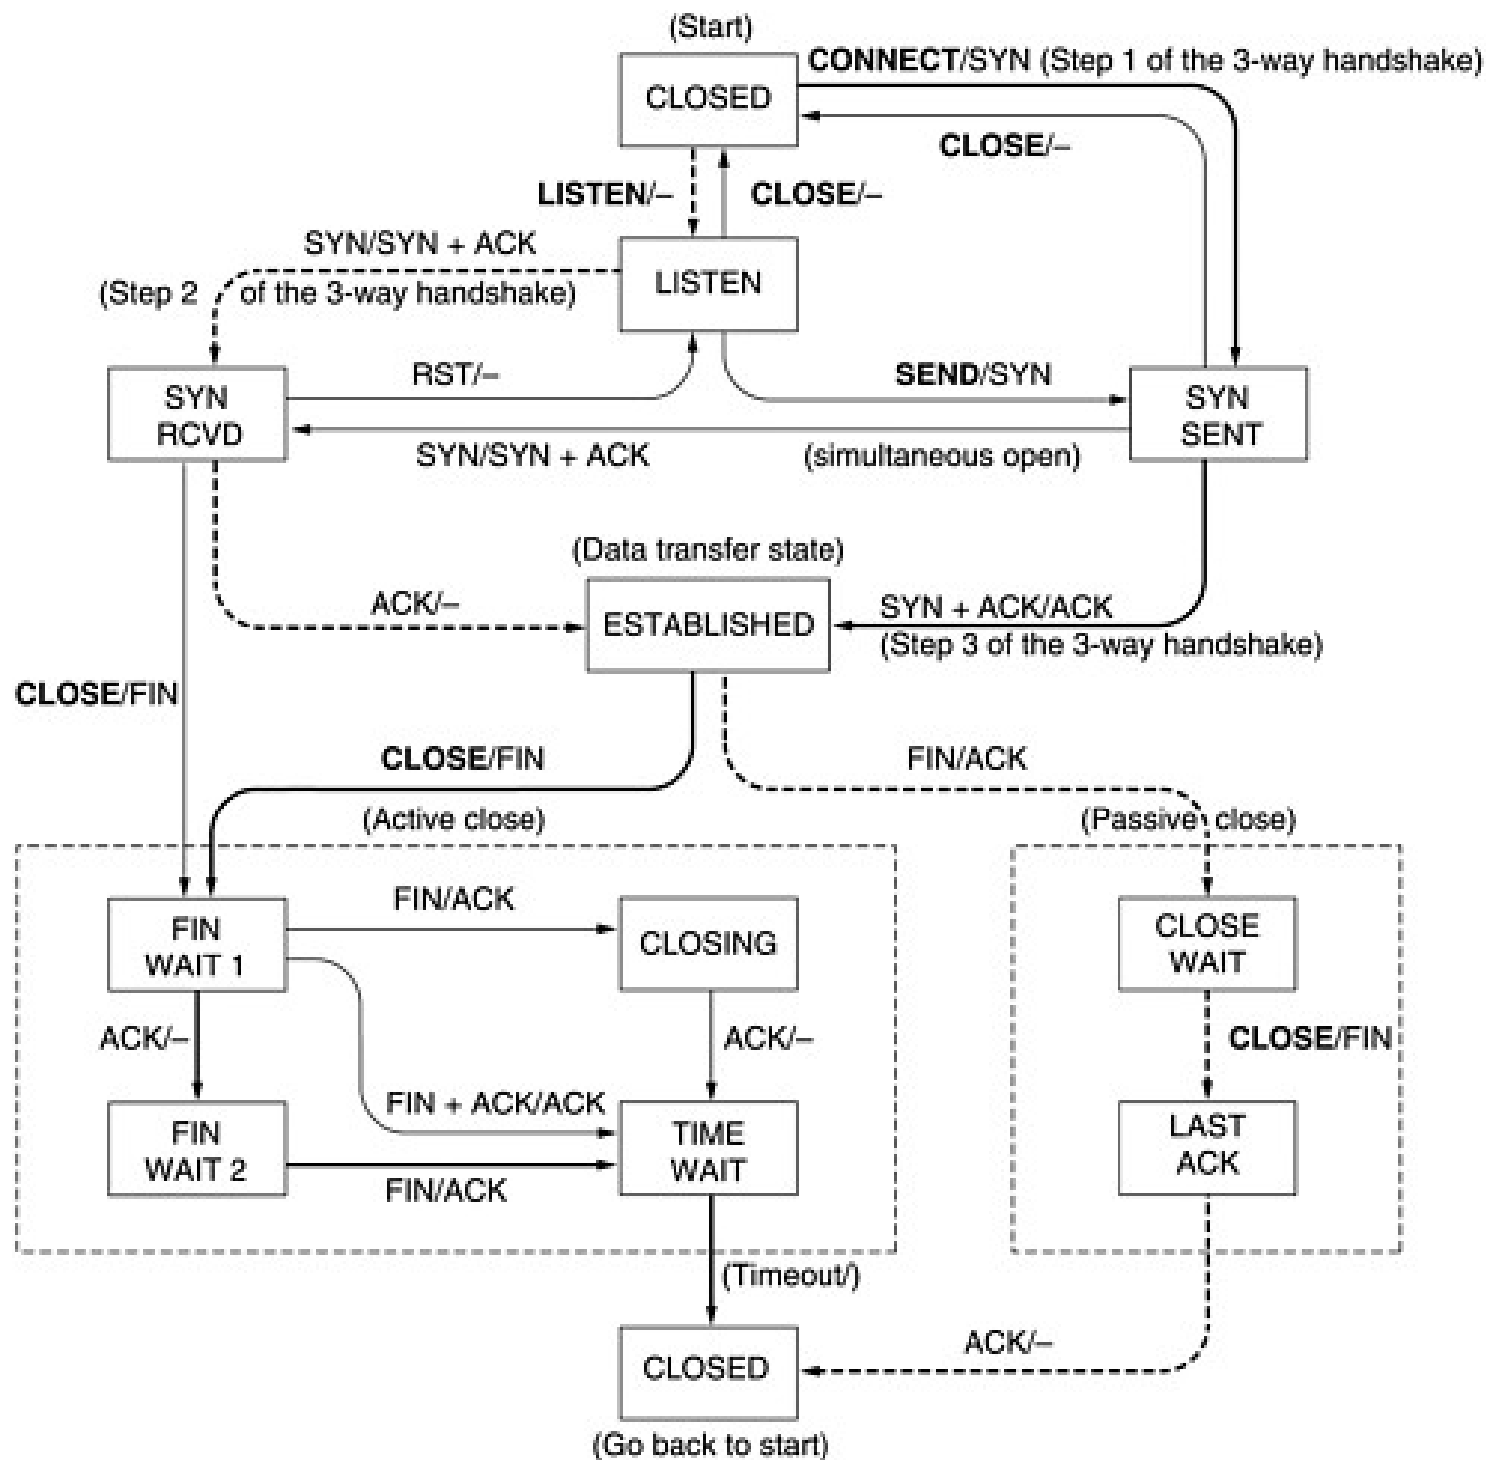 (Start)
CONNECT/SYN (Step 1 of the 3-way handshake)
CLOSED
CLOSE/–
LISTEN/–
CLOSE/–
SYN/SYN + ACK
LISTEN
(Step 2 of the 3-way handshake)
RST/–
SEND/SYN
SYN
RCVD
SYN
SENT
SYN/SYN + ACK
(simultaneous open)
(Data transfer state)
ACK/–
ESTABLISHED
SYN + ACK/ACK
(Step 3 of the 3-way handshake)
CLOSE/FIN
CLOSE/FIN
FIN/ACK
(Active close)
(Passive close)
FIN/ACK
FIN
WAIT 1
CLOSING
CLOSE
WAIT
ACK/–
ACK/–
CLOSE/FIN
FIN + ACK/ACK
FIN
WAIT 2
TIME
WAIT
LAST
ACK
FIN/ACK
(Timeout/)
ACK/–
CLOSED
(Go back to start)